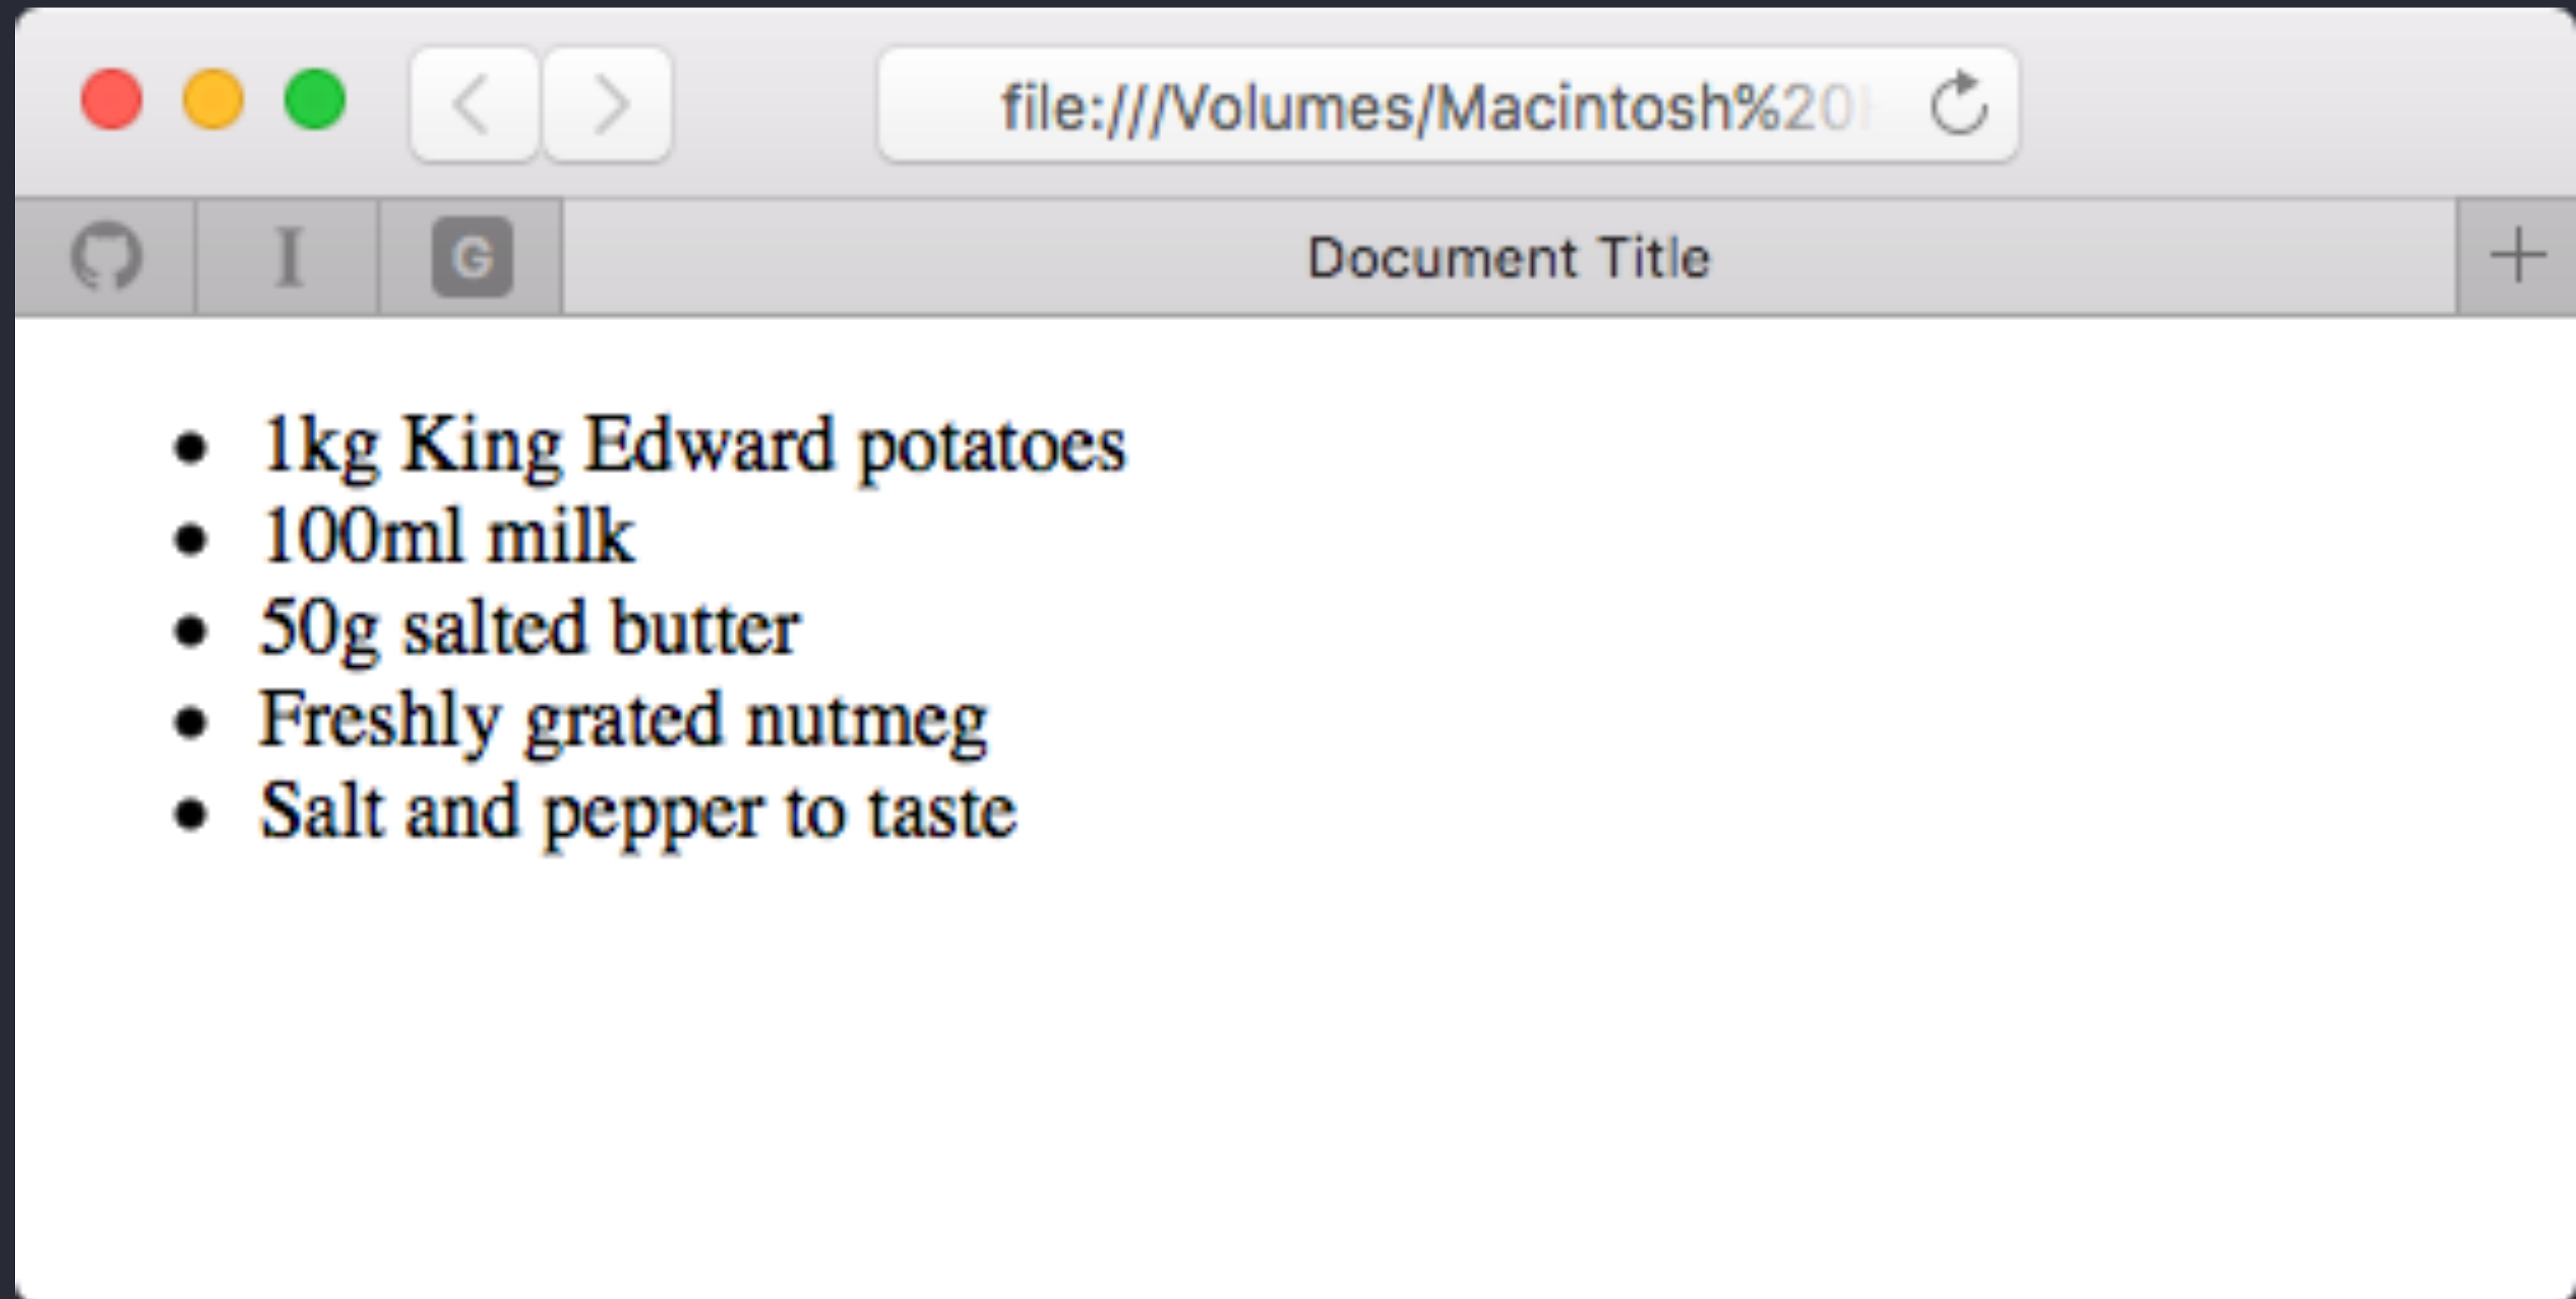 file:///Volumes/Macintosh%20
I
G
Document Title
1kg King Edward potatoes
100ml milk
50g salted butter
Freshly grated nutmeg
Salt and pepper to taste